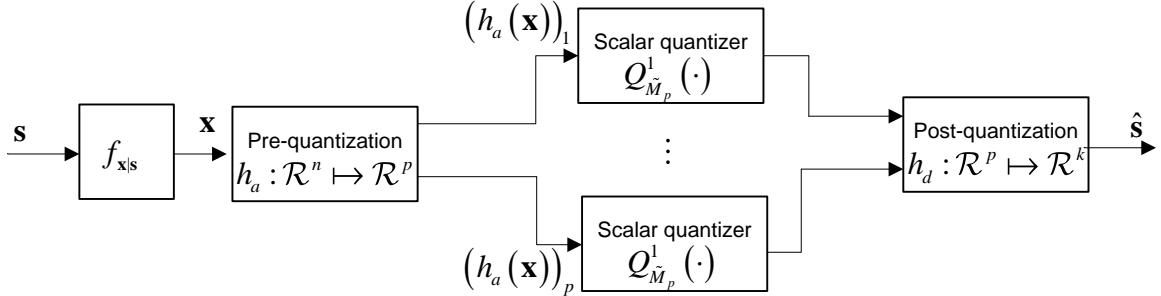 s
f_{x|s}
x
Pre-quantization
h_a : ℛ^n ↦ ℛ^p
(h_a (x))_1
Scalar quantizer
Q^1_{M̃_p} (·)
⋮
(h_a (x))_p
Scalar quantizer
Q^1_{M̃_p} (·)
Post-quantization
h_d : ℛ^p ↦ ℛ^k
ŝ